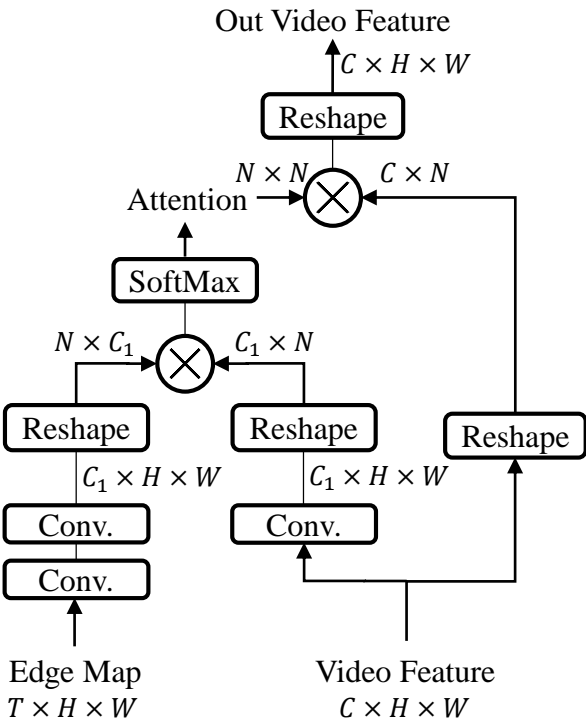 Out Video Feature
C × H × W
Reshape
N × N
C × N
Attention
SoftMax
N × C₁
C₁ × N
Reshape
Reshape
Reshape
C₁ × H × W
C₁ × H × W
Conv.
Conv.
Conv.
Edge Map
Video Feature
T × H × W
C × H × W